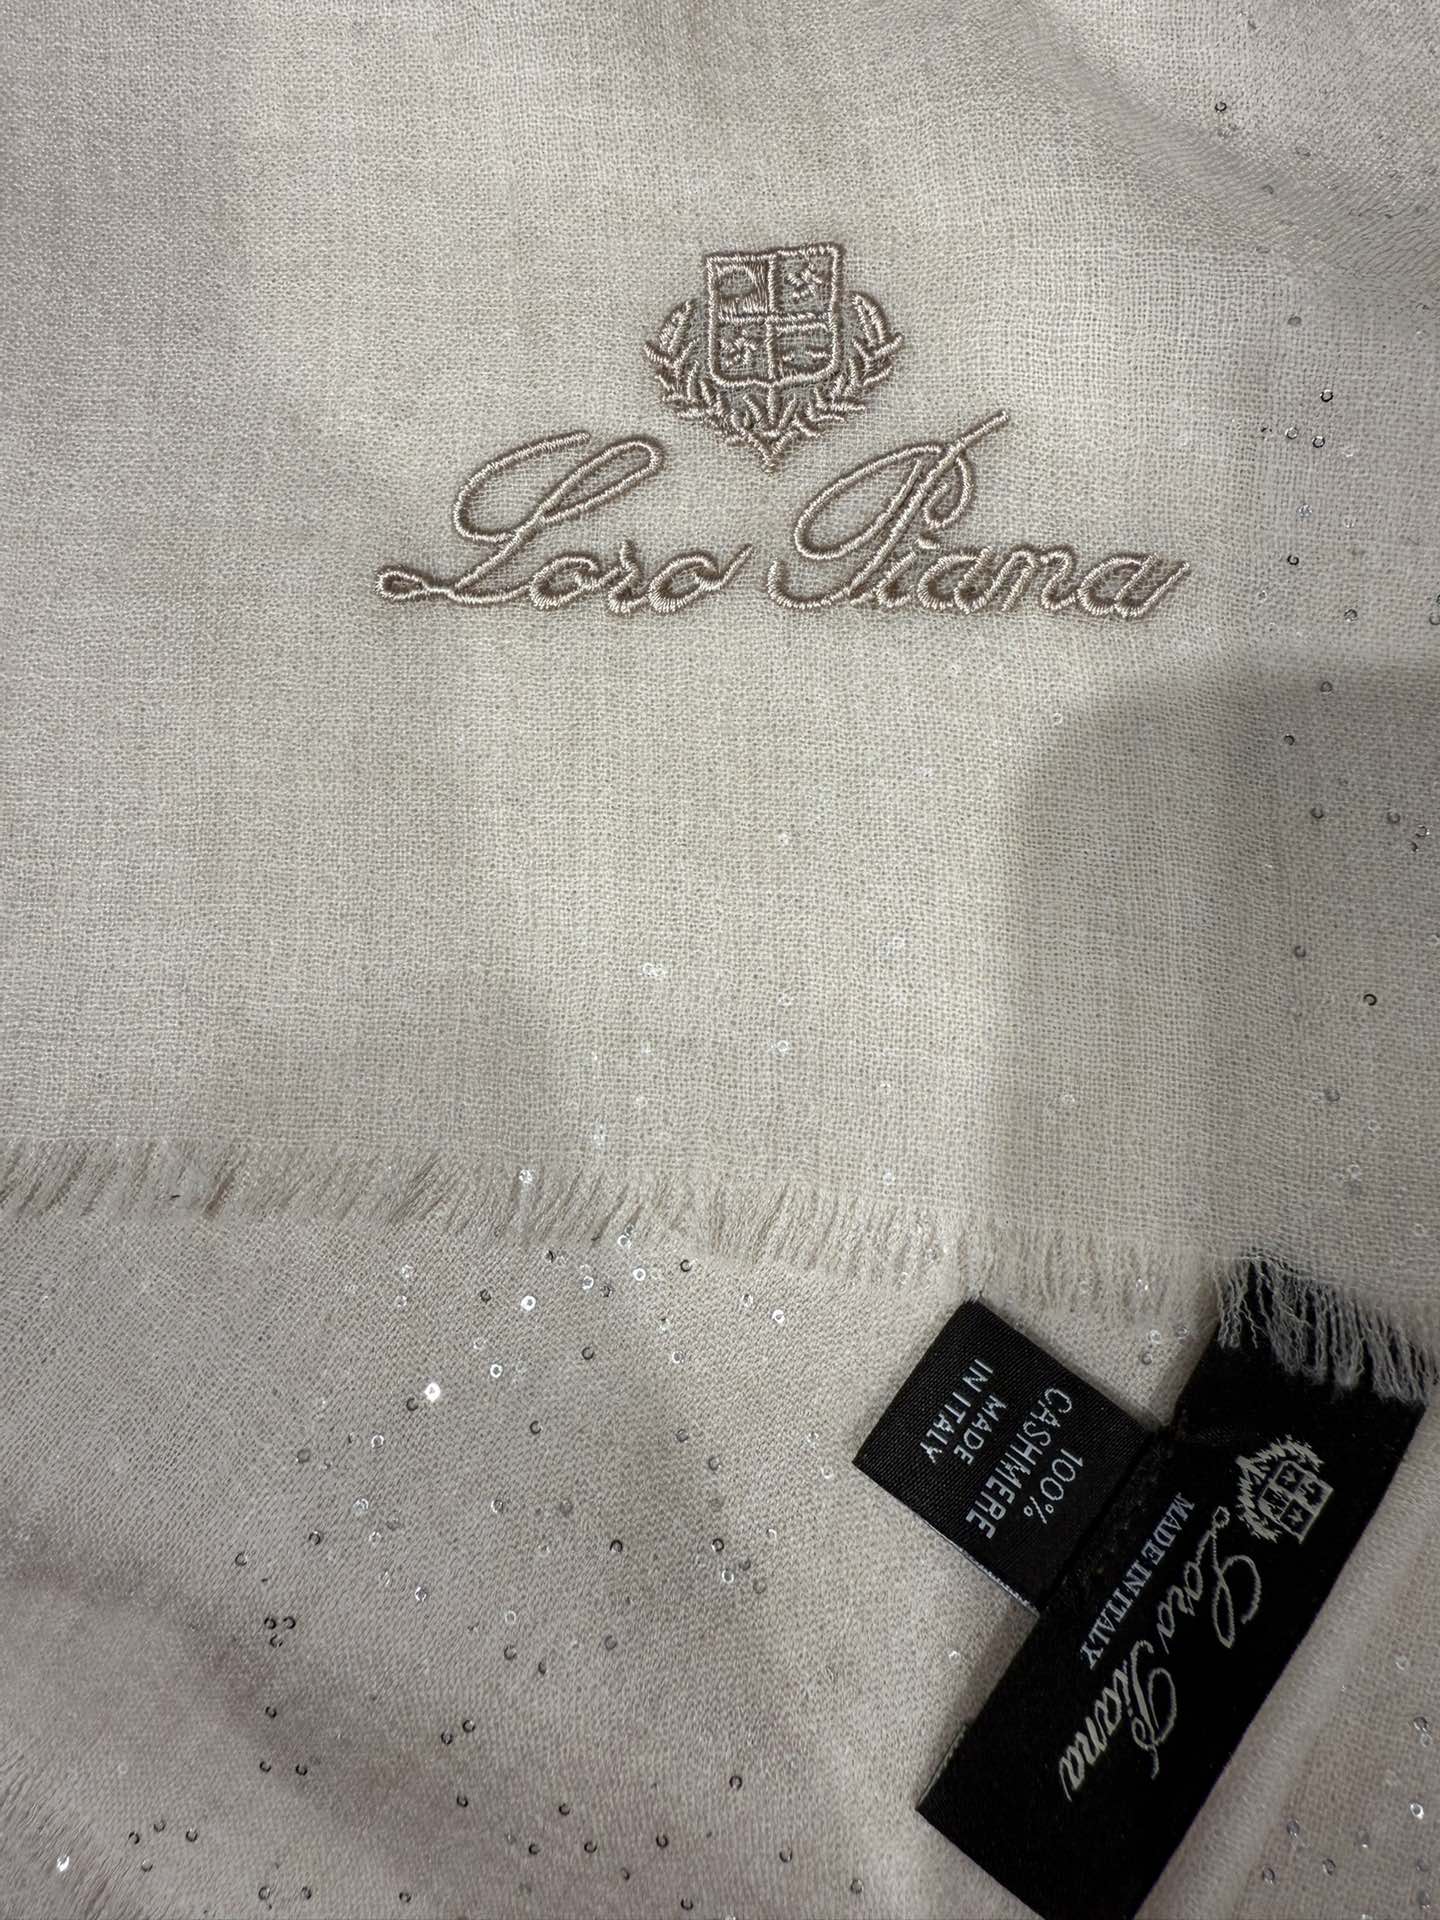 Loro Piana
100%
CASHMERE
MADE
IN ITALY
Loro Piana
MADE IN ITALY